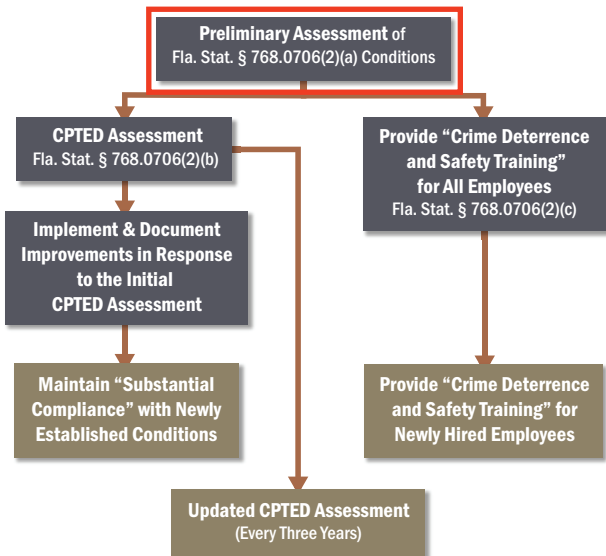 Preliminary Assessment of
Fla. Stat. § 768.0706(2)(a) Conditions
CPTED Assessment
Fla. Stat. § 768.0706(2)(b)
Provide “Crime Deterrence
and Safety Training”
for All Employees
Fla. Stat. § 768.0706(2)(c)
Implement & Document
Improvements in Response
to the Initial
CPTED Assessment
Maintain “Substantial
Compliance” with Newly
Established Conditions
Provide “Crime Deterrence
and Safety Training” for
Newly Hired Employees
Updated CPTED Assessment
(Every Three Years)